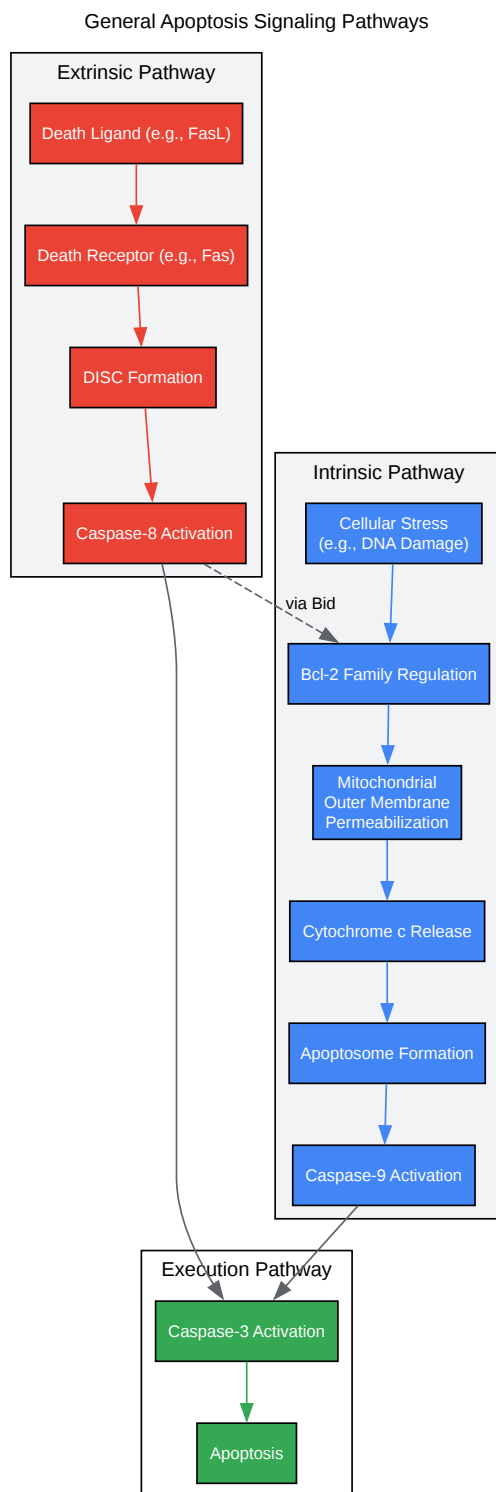 General Apoptosis Signaling Pathways
Extrinsic Pathway
Death Ligand (e.g., FasL)
Death Receptor (e.g., Fas)
DISC Formation
Caspase-8 Activation
Intrinsic Pathway
Cellular Stress
(e.g., DNA Damage)
via Bid
Bcl-2 Family Regulation
Mitochondrial
Outer Membrane
Permeabilization
Cytochrome c Release
Apoptosome Formation
Caspase-9 Activation
Execution Pathway
Caspase-3 Activation
Apoptosis